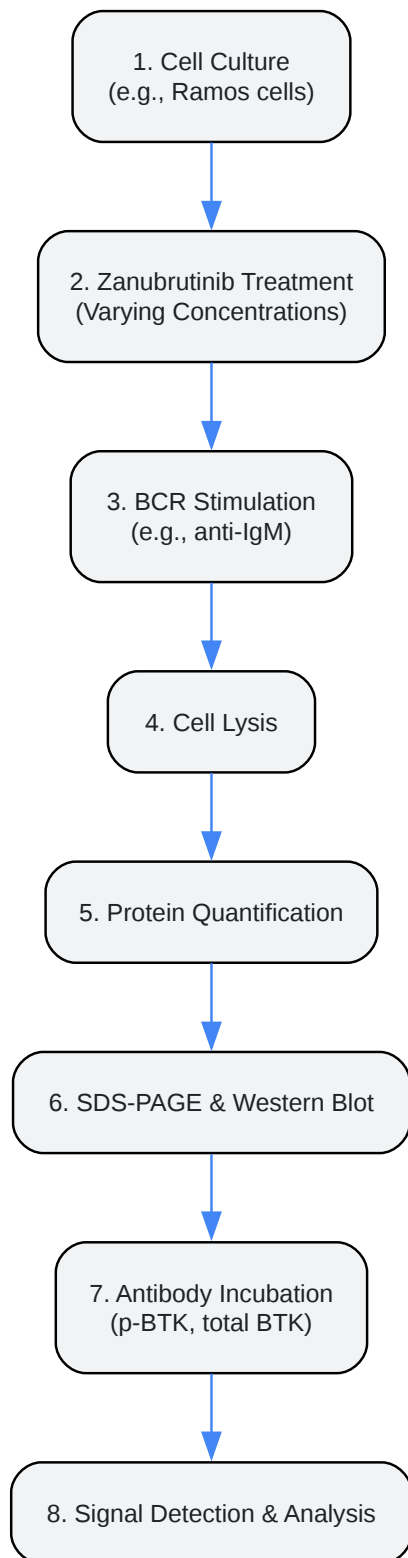 1. Cell Culture
(e.g., Ramos cells)
2. Zanubrutinib Treatment
(Varying Concentrations)
3. BCR Stimulation
(e.g., anti-IgM)
4. Cell Lysis
5. Protein Quantification
6. SDS-PAGE & Western Blot
7. Antibody Incubation
(p-BTK, total BTK)
8. Signal Detection & Analysis